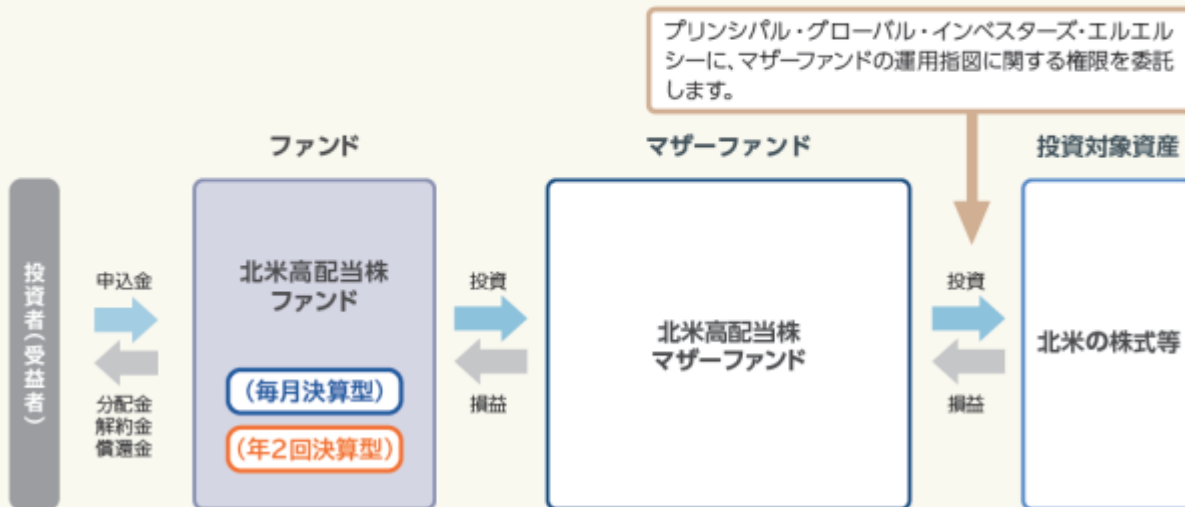 プリンシパル・グローバル・インベスターズ・エルエル
シーに、マザーファンドの運用指図に関する権限を委託
します。
ファンド
マザーファンド
投資対象資産
投資者(受益者)
申込金
分配金
解約金
償還金
北米高配当株
ファンド
(毎月決算型)
(年2回決算型)
投資
損益
北米高配当株
マザーファンド
投資
損益
北米の株式等